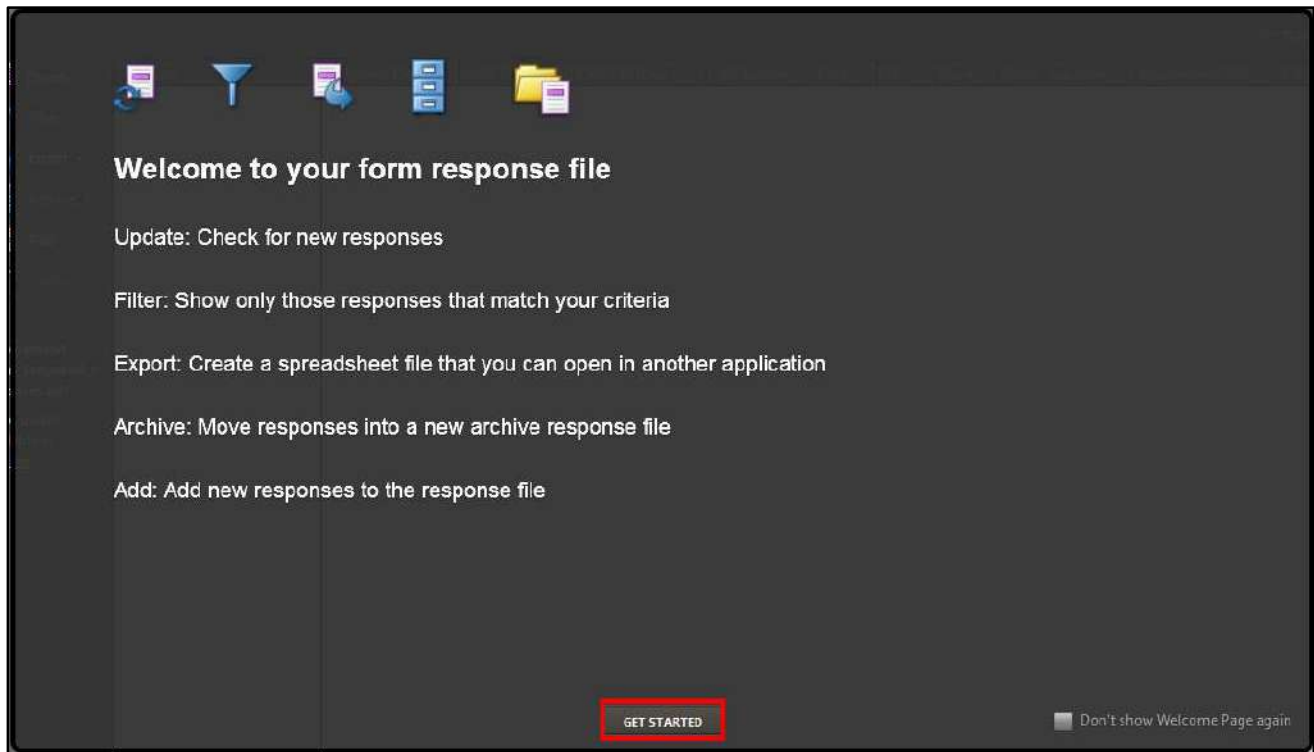 Welcome to your form response file
Update: Check for new responses
Filter: Show only those responses that match your criteria
Export: Create a spreadsheet file that you can open in another application
Archive: Move responses into a new archive response file
Add: Add new responses to the response file
GET STARTED
Don't show Welcome Page again